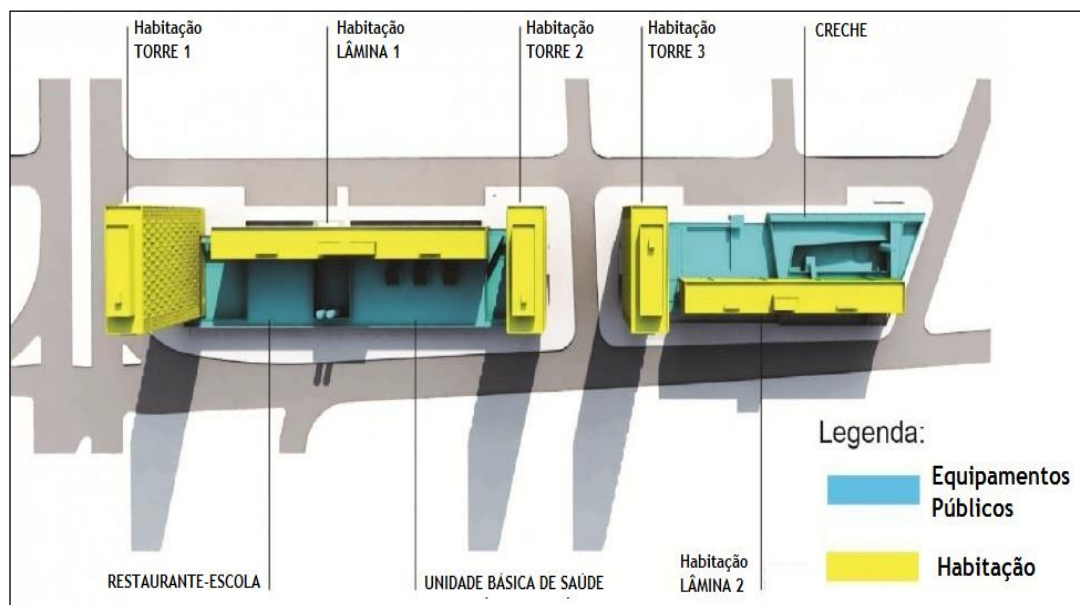 Habitação
TORRE 1
Habitação
LÂMINA 1
Habitação
TORRE 2
Habitação
TORRE 3
CRECHE
Legenda:
Equipamentos
Públicos
Habitação
RESTAURANTE-ESCOLA
UNIDADE BÁSICA DE SAÚDE
Habitação
LÂMINA 2